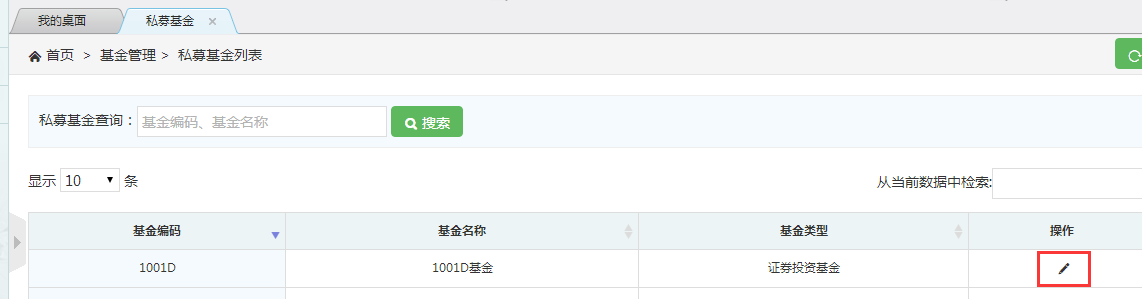 我的桌面 私募基金 ×
首页 > 基金管理 > 私募基金列表
私募基金查询： 基金编码、基金名称 搜索
显示 10 条 从当前数据中检索:
基金编码 基金名称 基金类型 操作
1001D 1001D基金 证券投资基金